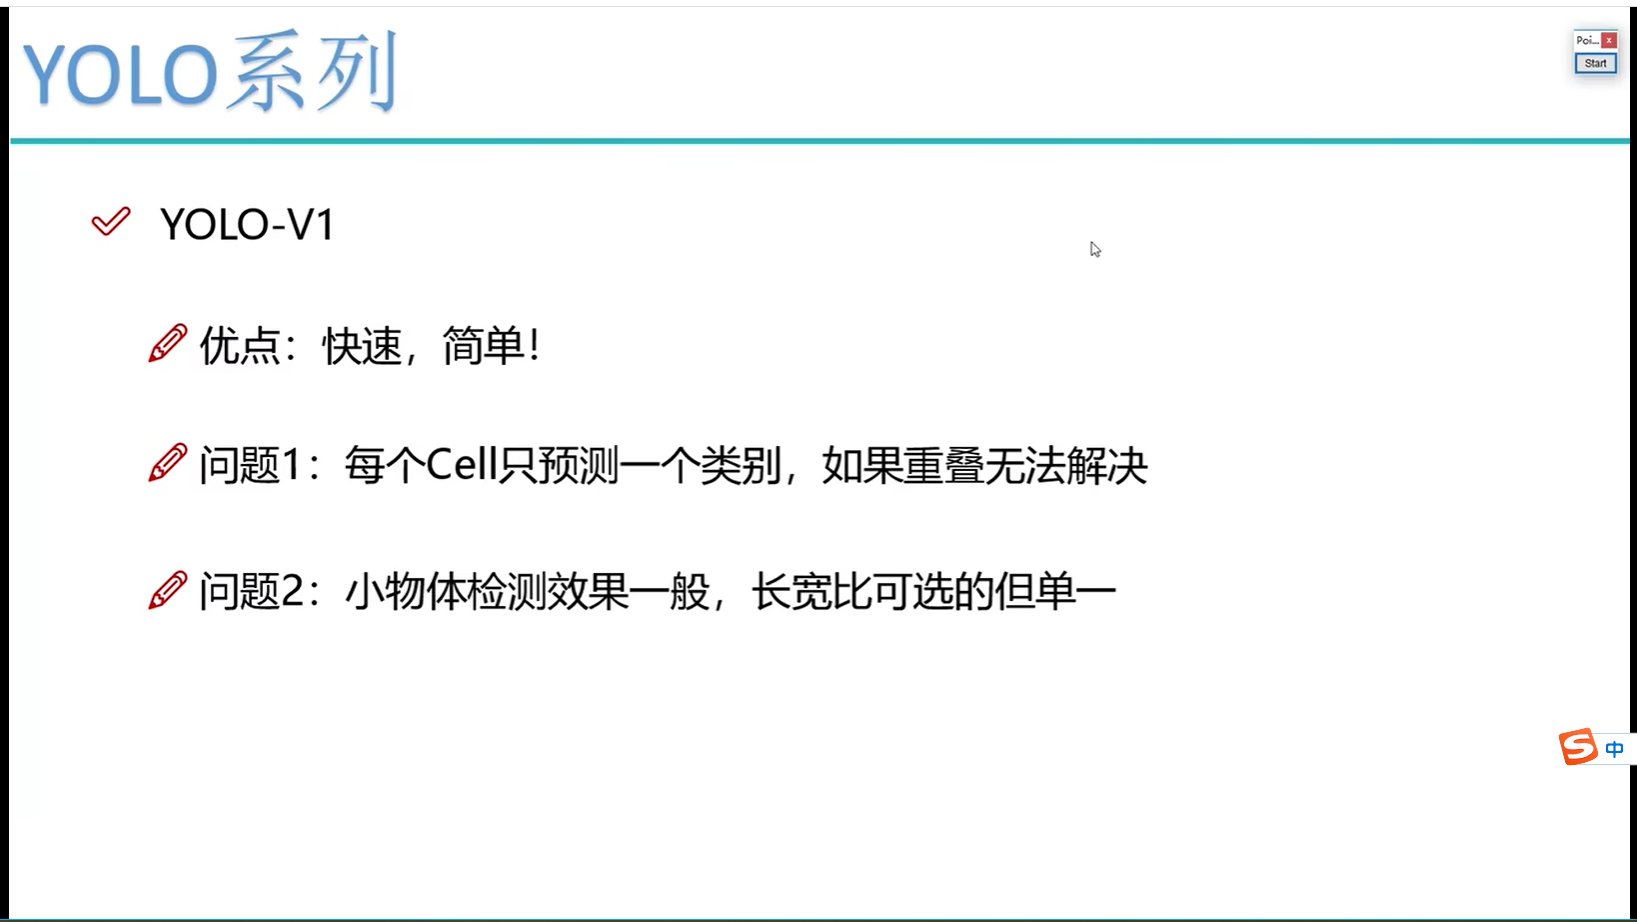 YOLO系列
Poi...
x
Start
YOLO-V1
优点：快速，简单！
问题1：每个Cell只预测一个类别，如果重叠无法解决
问题2：小物体检测效果一般，长宽比可选的但单一
S
中